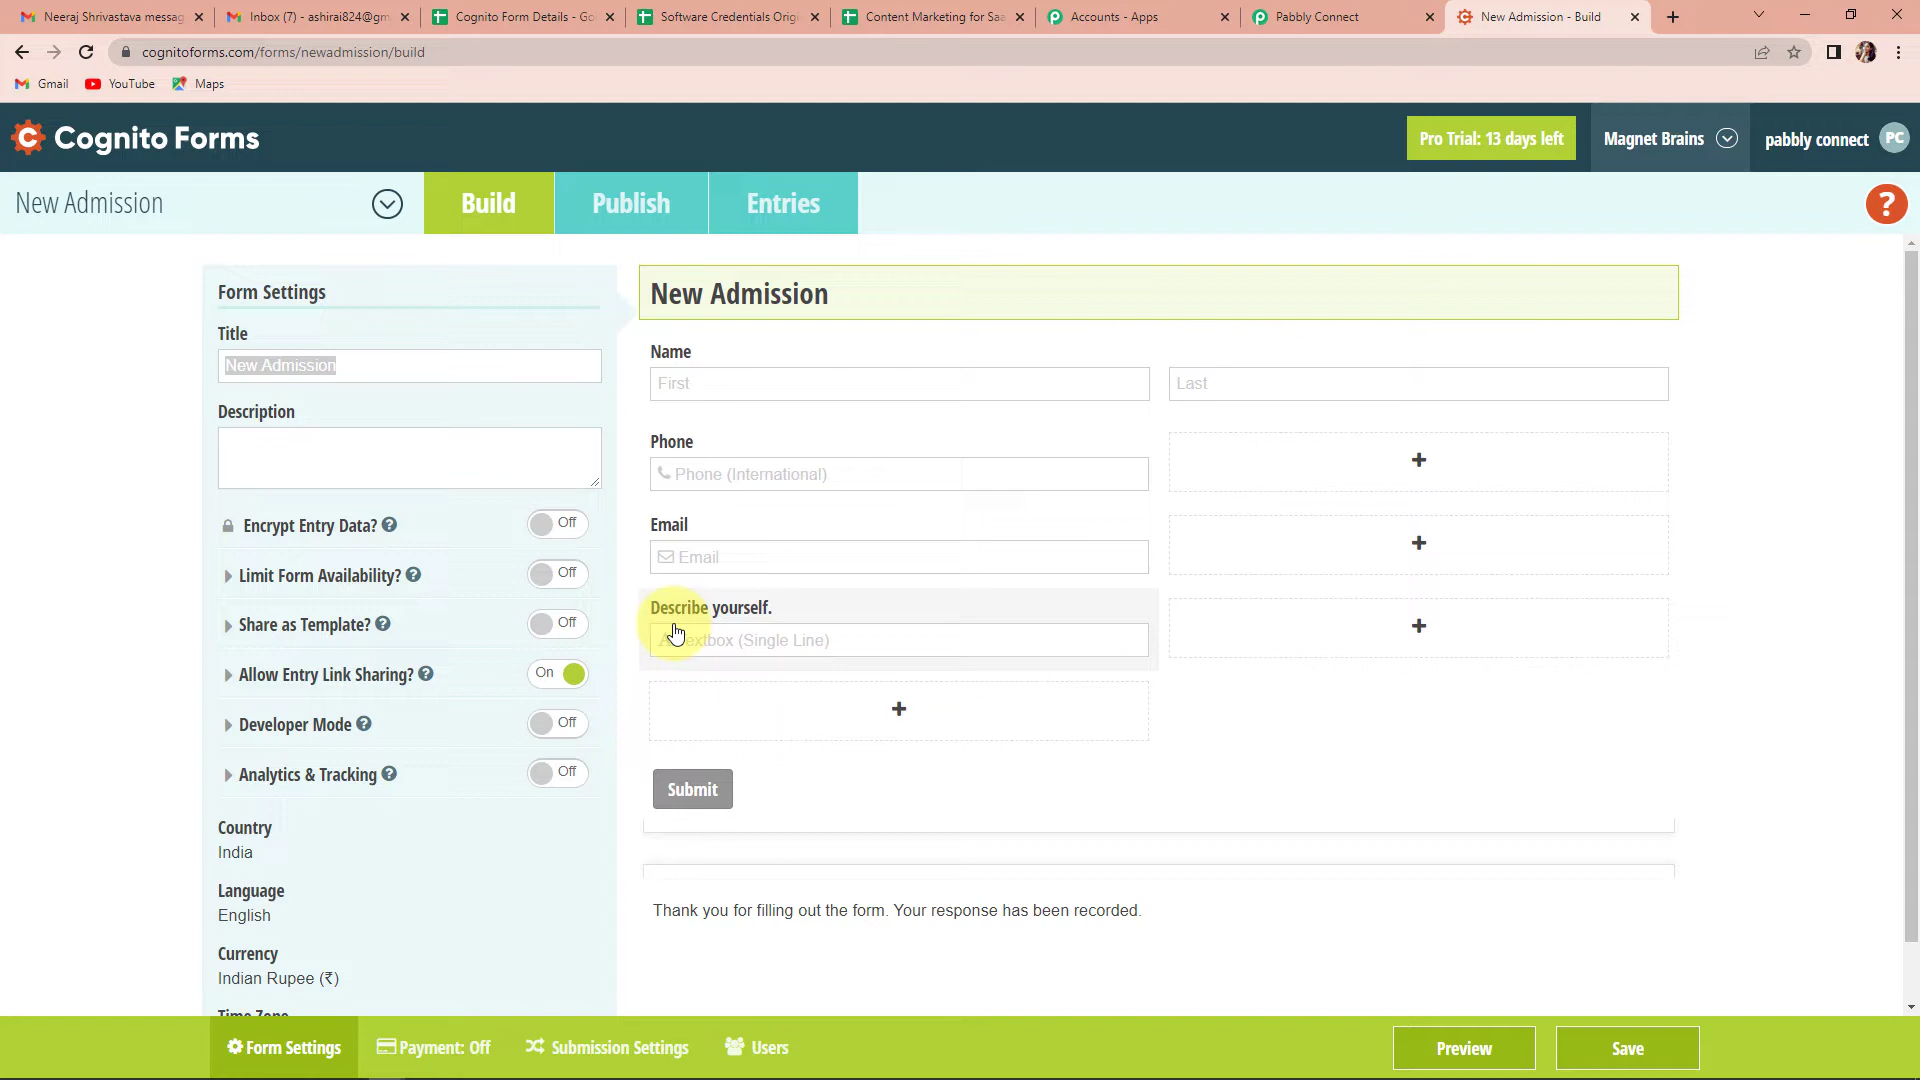 Neeraj Shrivastava messag
Inbox (7) - ashirai824@gm
Cognito Form Details - Go
Software Credentials Orig
Content Marketing for Saa
Accounts - Apps
Pabbly Connect
New Admission - Build
cognitoforms.com/forms/newadmission/build
Gmail
YouTube
Maps
Cognito Forms
Pro Trial: 13 days left
Magnet Brains
pabbly connect
PC
New Admission
Build
Publish
Entries
?
Form Settings
Title
New Admission
Description
Encrypt Entry Data? ?
Off
Limit Form Availability? ?
Off
Share as Template? ?
Off
Allow Entry Link Sharing? ?
On
Developer Mode ?
Off
Analytics & Tracking ?
Off
Country
India
Language
English
Currency
Indian Rupee (₹)
Time Zone
New Admission
Name
First
Last
Phone
Phone (International)
Email
Email
Describe yourself.
Textbox (Single Line)
Submit
Thank you for filling out the form. Your response has been recorded.
Form Settings
Payment: Off
Submission Settings
Users
Preview
Save